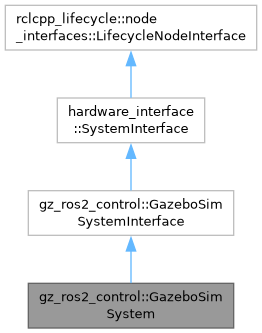 rclcpp_lifecycle::node
_interfaces::LifecycleNodeInterface
hardware_interface
::SystemInterface
gz_ros2_control::GazeboSim
SystemInterface
gz_ros2_control::GazeboSim
System